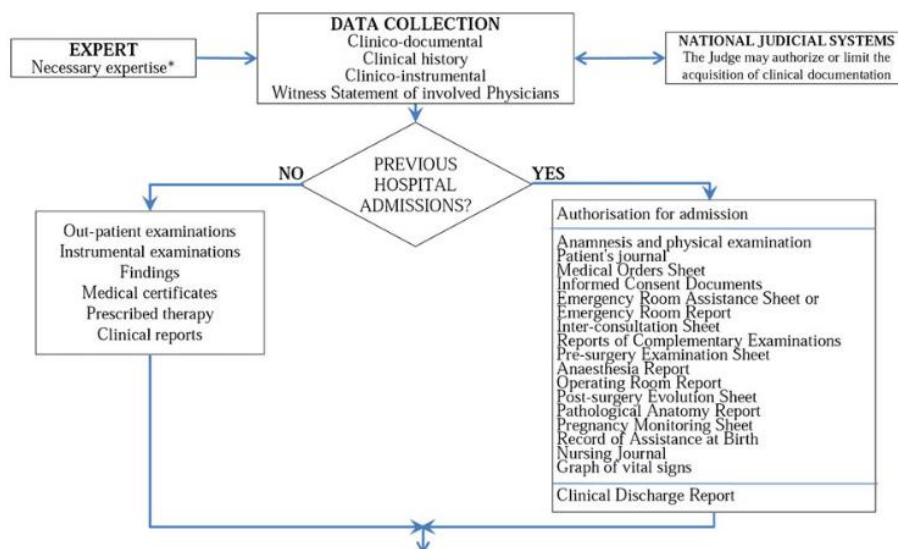 DATA COLLECTION
Clinico-documental
Clinical history
Clinico-instrumental
Witness Statement of involved Physicians
EXPERT
Necessary expertise*
NATIONAL JUDICIAL SYSTEMS
The Judge may authorize or limit the
acquisition of clinical documentation
PREVIOUS
HOSPITAL
ADMISSIONS?
NO
YES
Out-patient examinations
Instrumental examinations
Findings
Medical certificates
Prescribed therapy
Clinical reports
Authorisation for admission
Anamnesis and physical examination
Patient's journal
Medical Orders Sheet
Informed Consent Documents
Emergency Room Assistance Sheet or
Emergency Room Report
Inter-consultation Sheet
Reports of Complementary Examinations
Pre-surgery Examination Sheet
Anaesthesia Report
Operating Room Report
Post-surgery Evolution Sheet
Pathological Anatomy Report
Pregnancy Monitoring Sheet
Record of Assistance at Birth
Nursing Journal
Graph of vital signs
Clinical Discharge Report